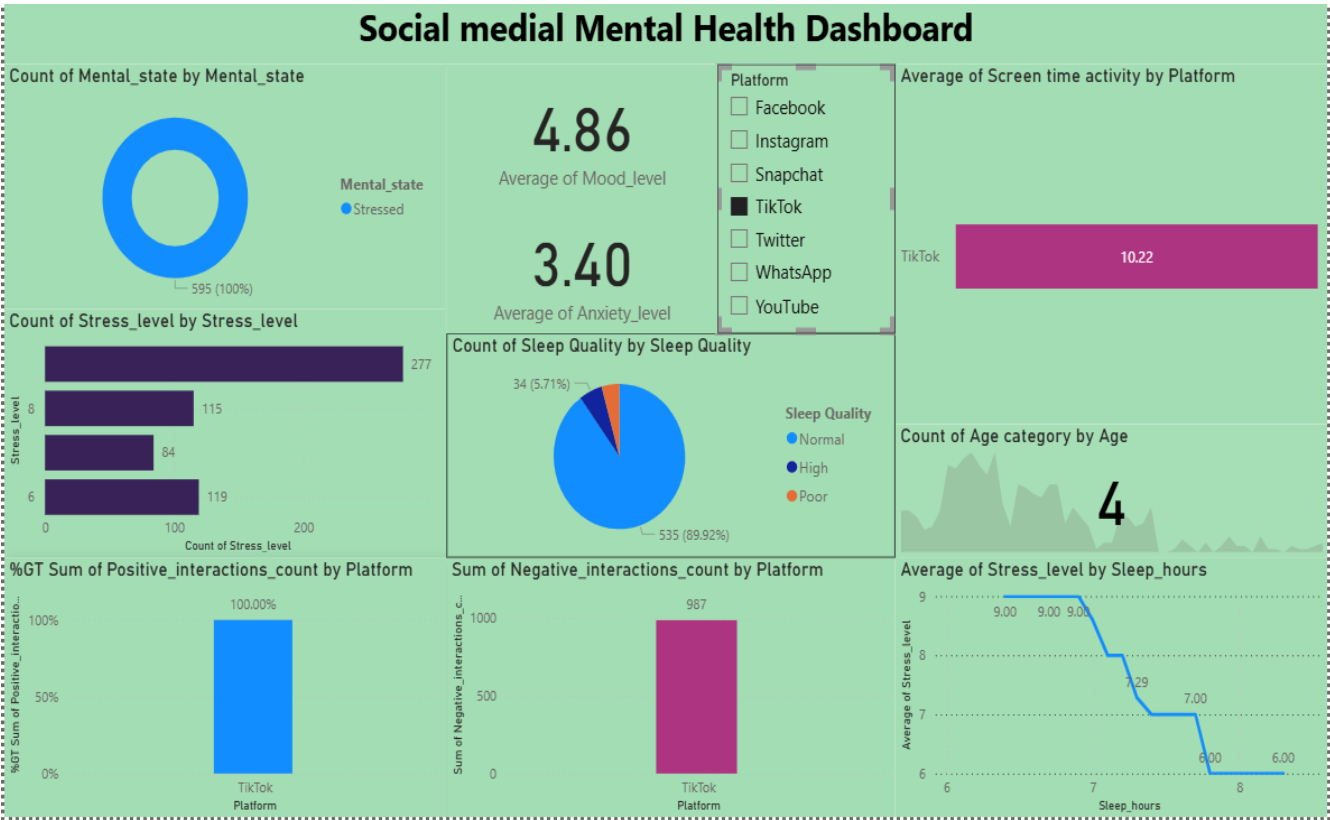 Social medial Mental Health Dashboard
Count of Mental_state by Mental_state
Mental_state
Stressed
595 (100%)
4.86
Average of Mood_level
3.40
Average of Anxiety_level
Platform
Facebook
Instagram
Snapchat
TikTok
Twitter
WhatsApp
YouTube
Average of Screen time activity by Platform
TikTok
10.22
Count of Stress_level by Stress_level
Stress_level
277
8
115
84
6
119
0
100
200
Count of Stress_level
Count of Sleep Quality by Sleep Quality
34 (5.71%)
535 (89.92%)
Sleep Quality
Normal
High
Poor
Count of Age category by Age
4
%GT Sum of Positive_interactions_count by Platform
%GT Sum of Positive_interactio...
100.00%
100%
50%
0%
TikTok
Platform
Sum of Negative_interactions_count by Platform
Sum of Negative_interactions_c...
987
1000
500
0
TikTok
Platform
Average of Stress_level by Sleep_hours
Average of Stress_level
9
8
7
6
9.00
9.00
9.00
7.29
7.00
6.00
6.00
6
7
8
Sleep_hours